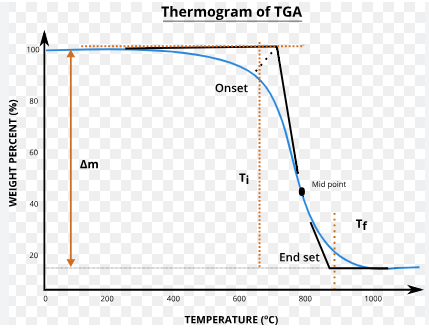 Thermogram of TGA
100
80
60
40
20
WEIGHT PERCENT (%)
Onset
Δm
Ti
Mid point
Tf
End set
0 200 400 600 800 1000
TEMPERATURE (ºC)